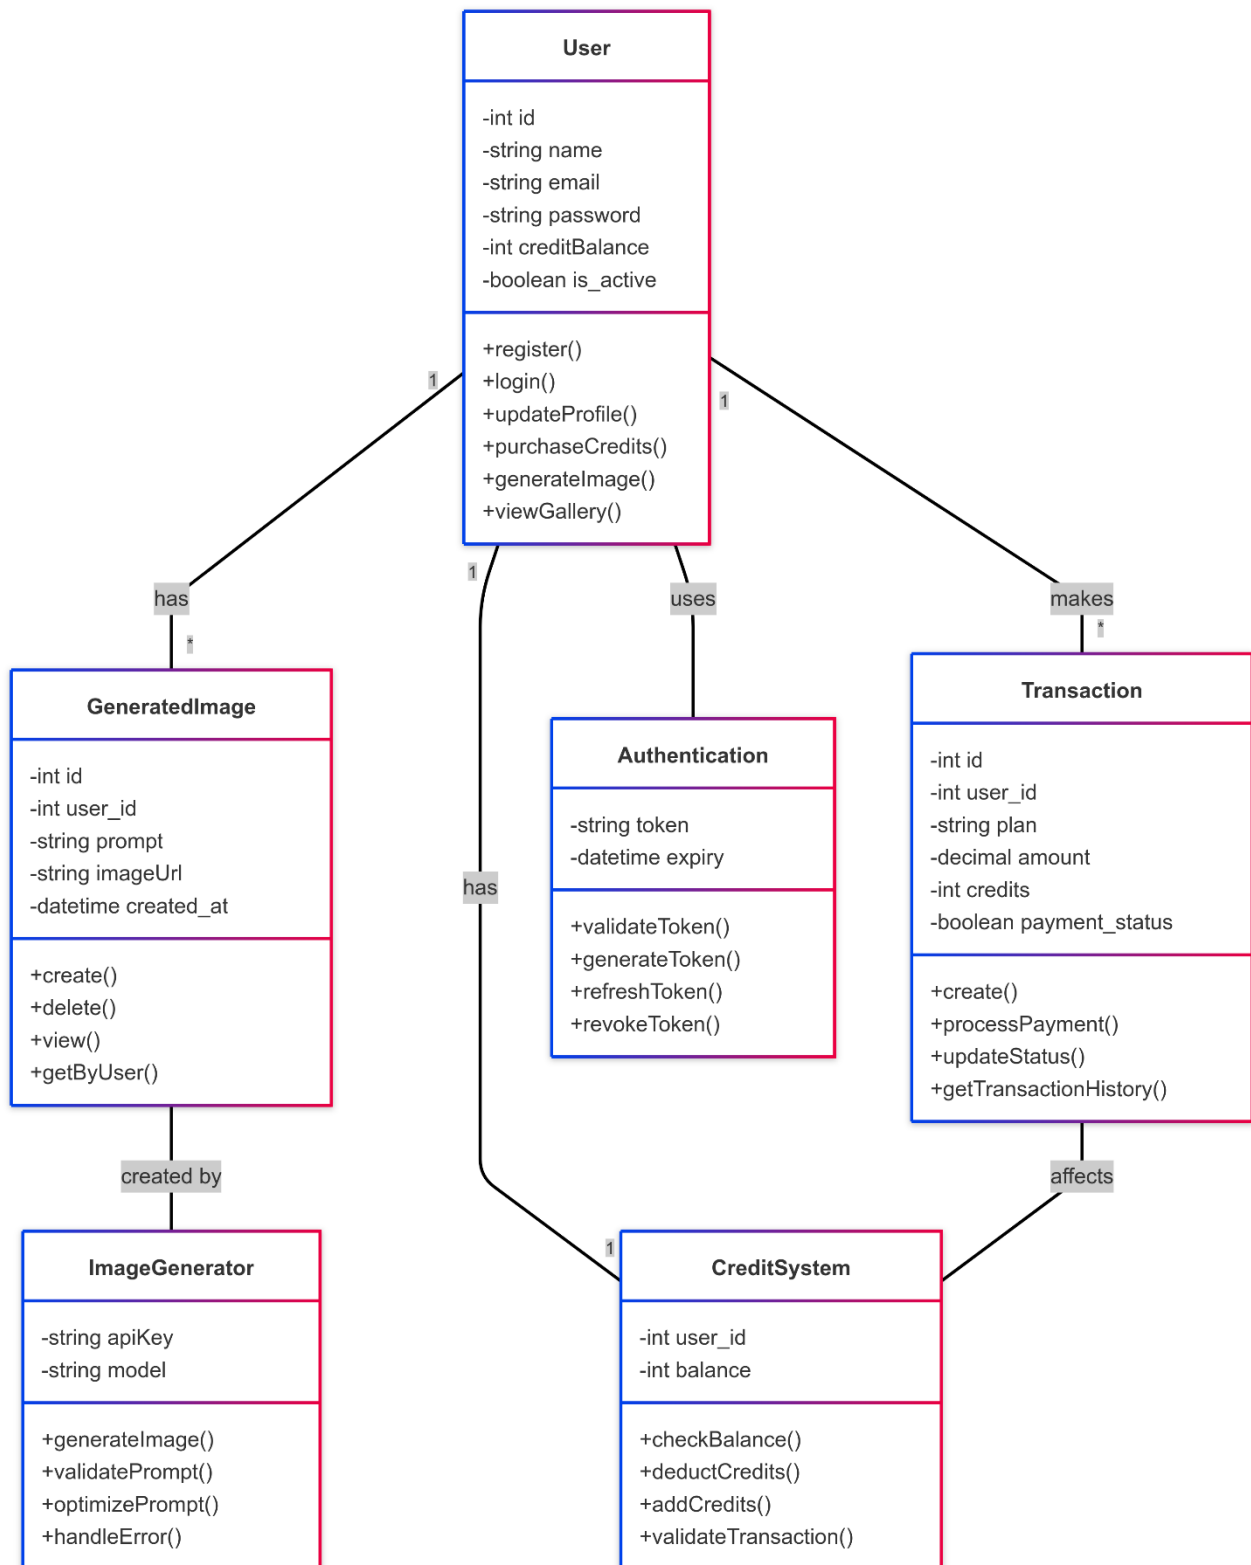 User
-int id
-string name
-string email
-string password
-int creditBalance
-boolean is_active
+register()
+login()
+updateProfile()
+purchaseCredits()
+generateImage()
+viewGallery()
1
1
1
has
uses
makes
*
*
GeneratedImage
-int id
-int user_id
-string prompt
-string imageUrl
-datetime created_at
+create()
+delete()
+view()
+getByUser()
has
Authentication
-string token
-datetime expiry
+validateToken()
+generateToken()
+refreshToken()
+revokeToken()
Transaction
-int id
-int user_id
-string plan
-decimal amount
-int credits
-boolean payment_status
+create()
+processPayment()
+updateStatus()
+getTransactionHistory()
created by
affects
1
ImageGenerator
-string apiKey
-string model
+generateImage()
+validatePrompt()
+optimizePrompt()
+handleError()
CreditSystem
-int user_id
-int balance
+checkBalance()
+deductCredits()
+addCredits()
+validateTransaction()